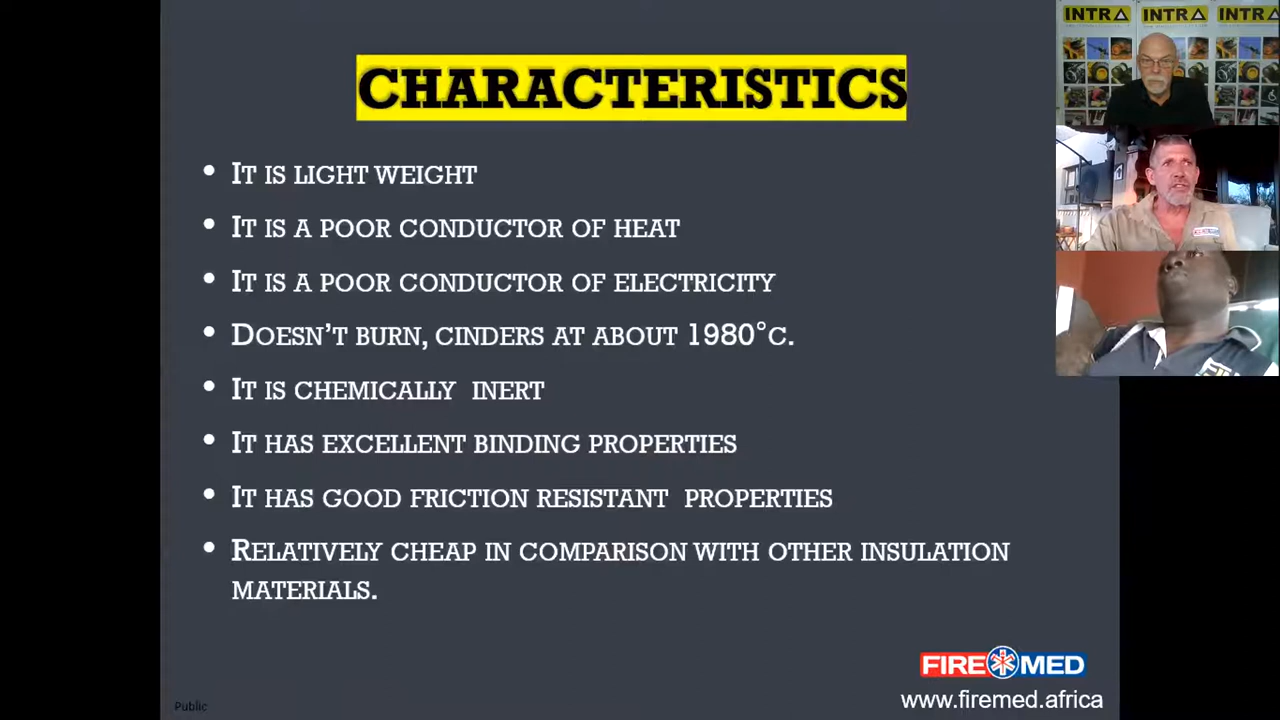 CHARACTERISTICS
• IT IS LIGHT WEIGHT
• IT IS A POOR CONDUCTOR OF HEAT
• IT IS A POOR CONDUCTOR OF ELECTRICITY
• DOESN'T BURN, CINDERS AT ABOUT 1980°C.
• IT IS CHEMICALLY INERT
• IT HAS EXCELLENT BINDING PROPERTIES
• IT HAS GOOD FRICTION RESISTANT PROPERTIES
• RELATIVELY CHEAP IN COMPARISON WITH OTHER INSULATION
MATERIALS.
FIRE MED
www.firemed.africa
Public
INTRA INTRA INTRA